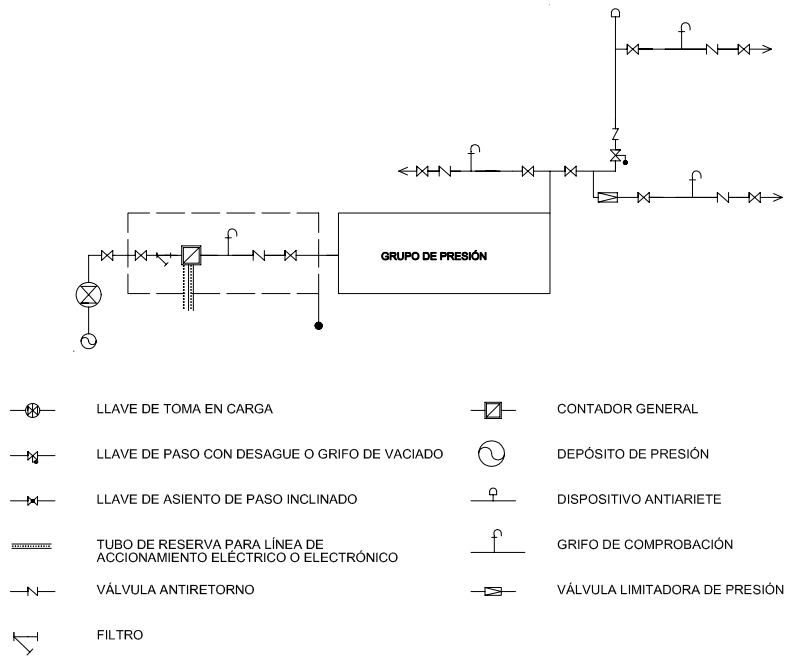 GRUPO DE PRESIÓN
LLAVE DE TOMA EN CARGA
LLAVE DE PASO CON DESAGUE O GRIFO DE VACIADO
LLAVE DE ASIENTO DE PASO INCLINADO
TUBO DE RESERVA PARA LÍNEA DE
ACCIONAMIENTO ELÉCTRICO O ELECTRÓNICO
VÁLVULA ANTIRETORNO
FILTRO
CONTADOR GENERAL
DEPÓSITO DE PRESIÓN
DISPOSITIVO ANTIARIETE
GRIFO DE COMPROBACIÓN
VÁLVULA LIMITADORA DE PRESIÓN